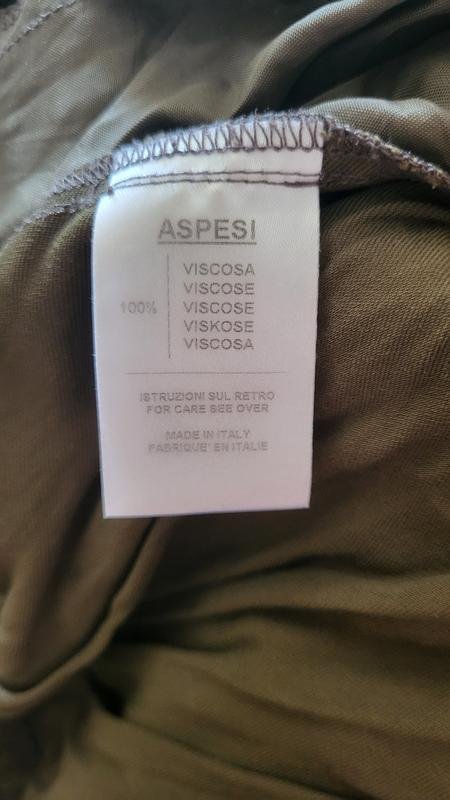 ASPESI
VISCOSA
VISCOSE
100% VISCOSE
VISKOSE
VISCOSA
ISTRUZIONI SUL RETRO
FOR CARE SEE OVER
MADE IN ITALY
FABRIQUE' EN ITALIE